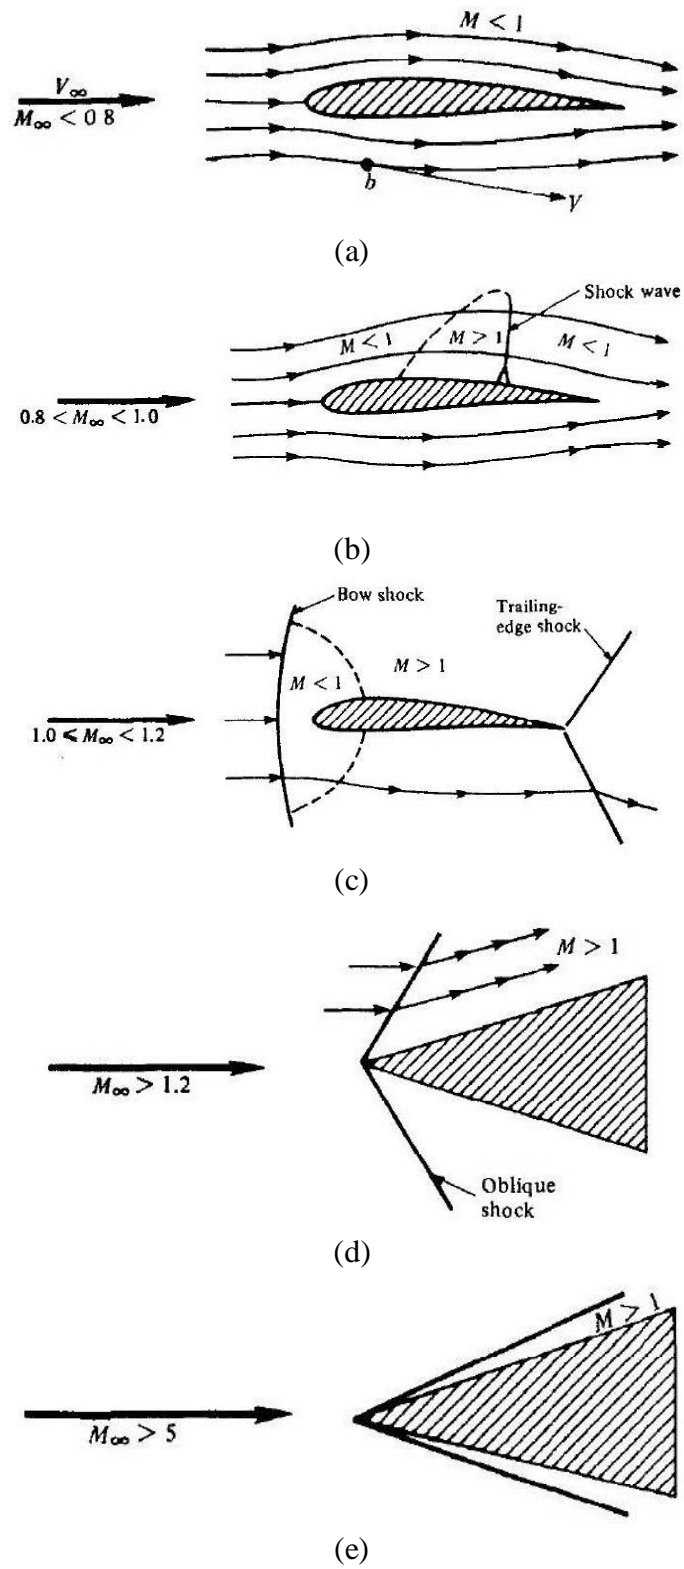 M < 1
V∞
M∞ < 0 8
b
V
(a)
Shock wave
M < 1
M > 1
M < 1
0.8 < M∞ < 1.0
(b)
Bow shock
Trailing-
edge shock
M > 1
M < 1
1.0 ⩽ M∞ < 1.2
(c)
M > 1
M∞ > 1.2
Oblique
shock
(d)
M > 1
M∞ > 5
(e)